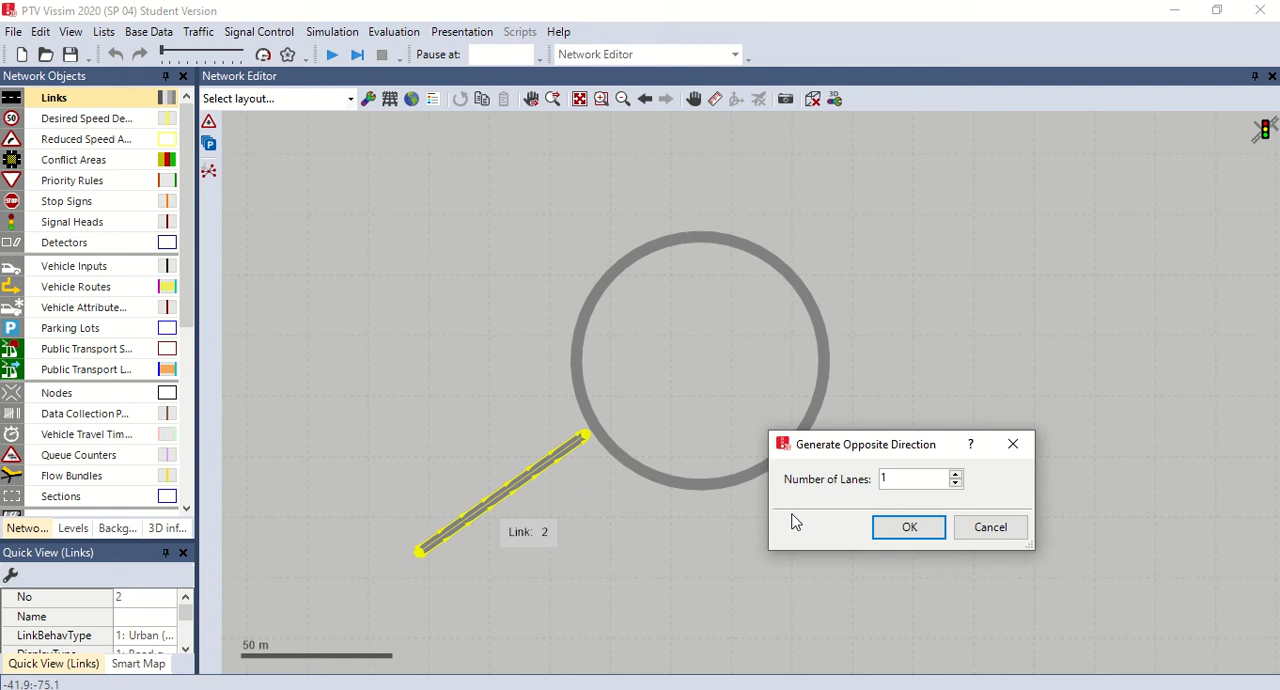 PTV Vissim 2020 (SP 04) Student Version
File Edit View Lists Base Data Traffic Signal Control Simulation Evaluation Presentation Scripts Help
Pause at: Network Editor
Network Objects
Network Editor
Select layout...
Links
50 Desired Speed De...
Reduced Speed A...
Conflict Areas
Priority Rules
STOP Stop Signs
Signal Heads
Detectors
Vehicle Inputs
Vehicle Routes
Vehicle Attribute...
P Parking Lots
Public Transport S...
Public Transport L...
Nodes
Data Collection P...
Vehicle Travel Tim...
Queue Counters
Flow Bundles
Sections
Netwo... Levels Backg... 3D inf...
Quick View (Links)
No 2
Name
LinkBehavType 1: Urban (...
Quick View (Links) Smart Map
-41.9:-75.1
P
3D
Link: 2
50 m
Generate Opposite Direction ?
Number of Lanes: 1
OK Cancel